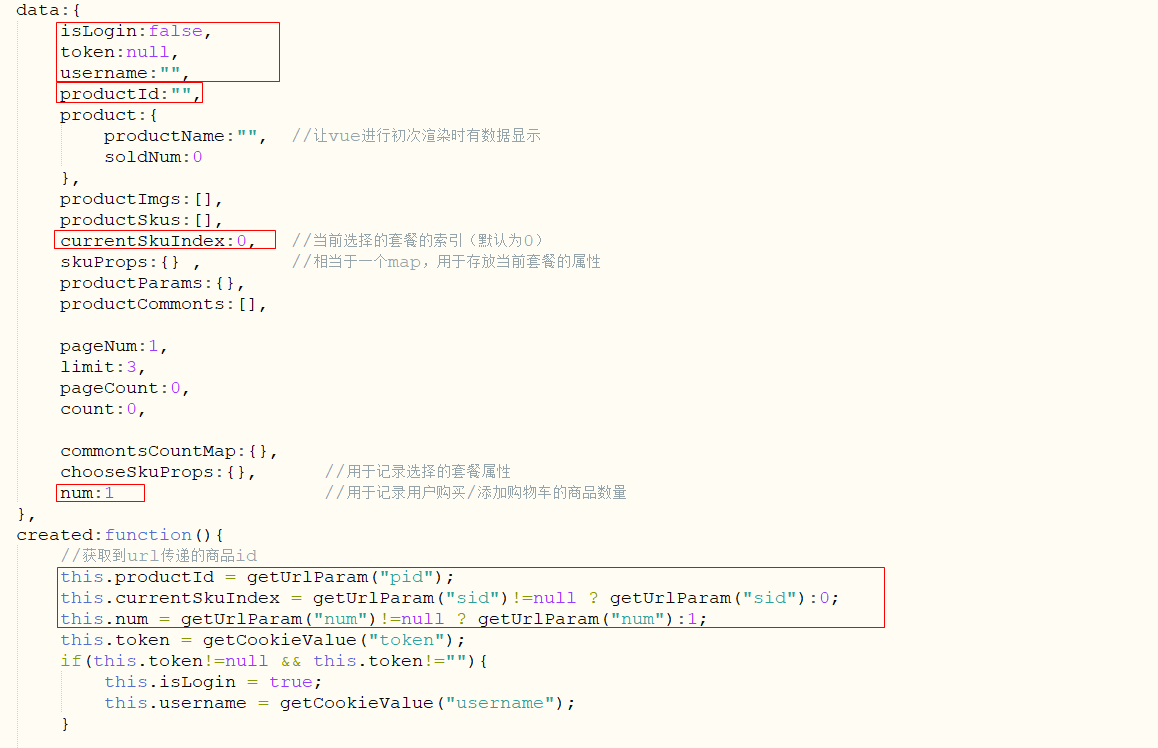 data:{
isLogin:false,
token:null,
username:"",
productId:"",
product:{
productName:"", //让vue进行初次渲染时有数据显示
soldNum:0
},
productImgs:[],
productSkus:[],
currentSkuIndex:0, //当前选择的套餐的索引（默认为0）
skuProps:{} , //相当于一个map，用于存放当前套餐的属性
productParams:{},
productCommonts:[],
pageNum:1,
limit:3,
pageCount:0,
count:0,
commontsCountMap:{},
chooseSkuProps:{}, //用于记录选择的套餐属性
num:1 //用于记录用户购买/添加购物车的商品数量
},
created:function(){
//获取到url传递的商品id
this.productId = getUrlParam("pid");
this.currentSkuIndex = getUrlParam("sid")!=null ? getUrlParam("sid"):0;
this.num = getUrlParam("num")!=null ? getUrlParam("num"):1;
this.token = getCookieValue("token");
if(this.token!=null && this.token!=""){
this.isLogin = true;
this.username = getCookieValue("username");
}